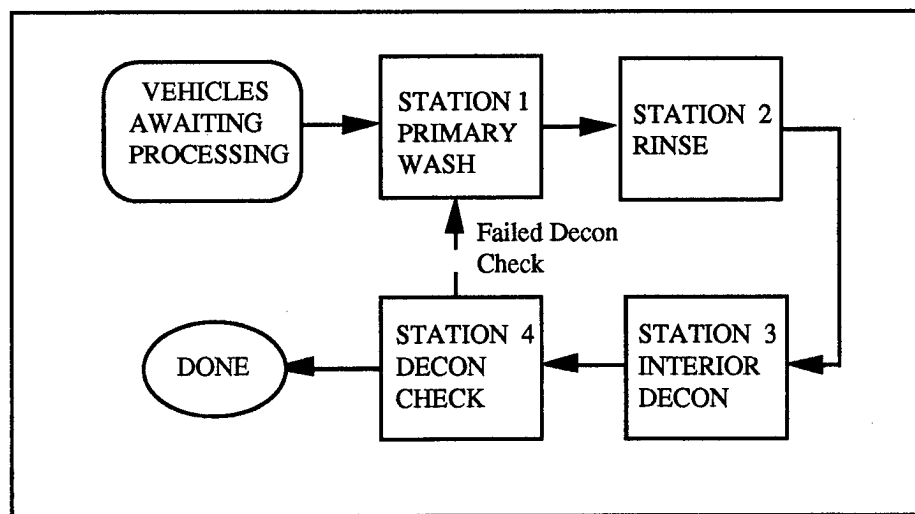 VEHICLES
AWAITING
PROCESSING
STATION 1
PRIMARY
WASH
STATION 2
RINSE
Failed Decon
Check
STATION 3
INTERIOR
DECON
STATION 4
DECON
CHECK
DONE